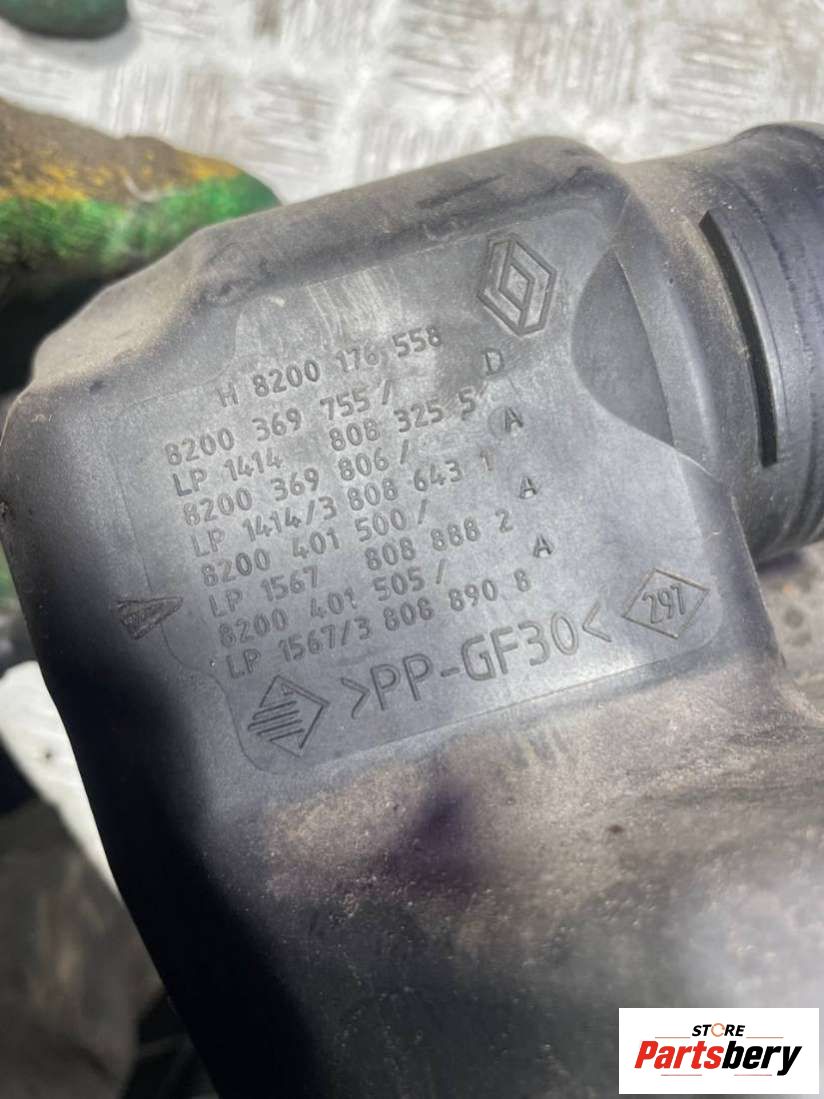 H 8200 176 558
8200 369 755/ D
LP 1414 808 325 5
8200 369 806/ A
LP 1414/3 808 643 1
8200 401 500/ A
LP 1567 808 888 2
8200 401 505/ A
LP 1567/3 808 890 8
>PP-GF30< 297
STORE
Partsbery